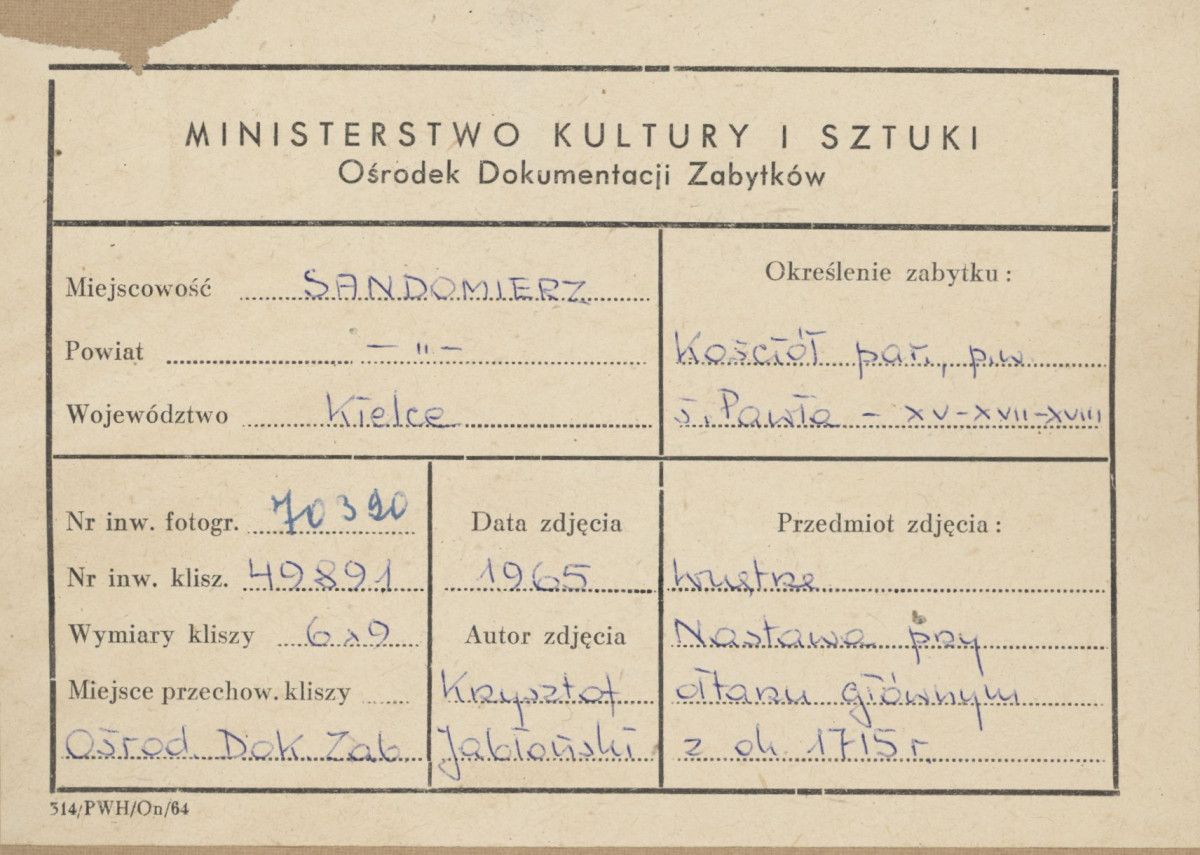 MINISTERSTWO KULTURY I SZTUKI
Ośrodek Dokumentacji Zabytków
Miejscowość SANDOMIERZ
Powiat — " —
Województwo Kielce
Określenie zabytku:
Kościół par., p.w.
ś. Pawła - XV-XVII-XVIII
Nr inw. fotogr. 70390
Nr inw. klisz. 49891
Wymiary kliszy 6x9
Miejsce przechow. kliszy
Ośrod. Dok Zab
Data zdjęcia
1965
Autor zdjęcia
Krysztof
Jabłoński
Przedmiot zdjęcia:
Wnętrze
Nastawa przy
ołtarzu głównym
z ok. 1715 r.
314/PWH/On/64